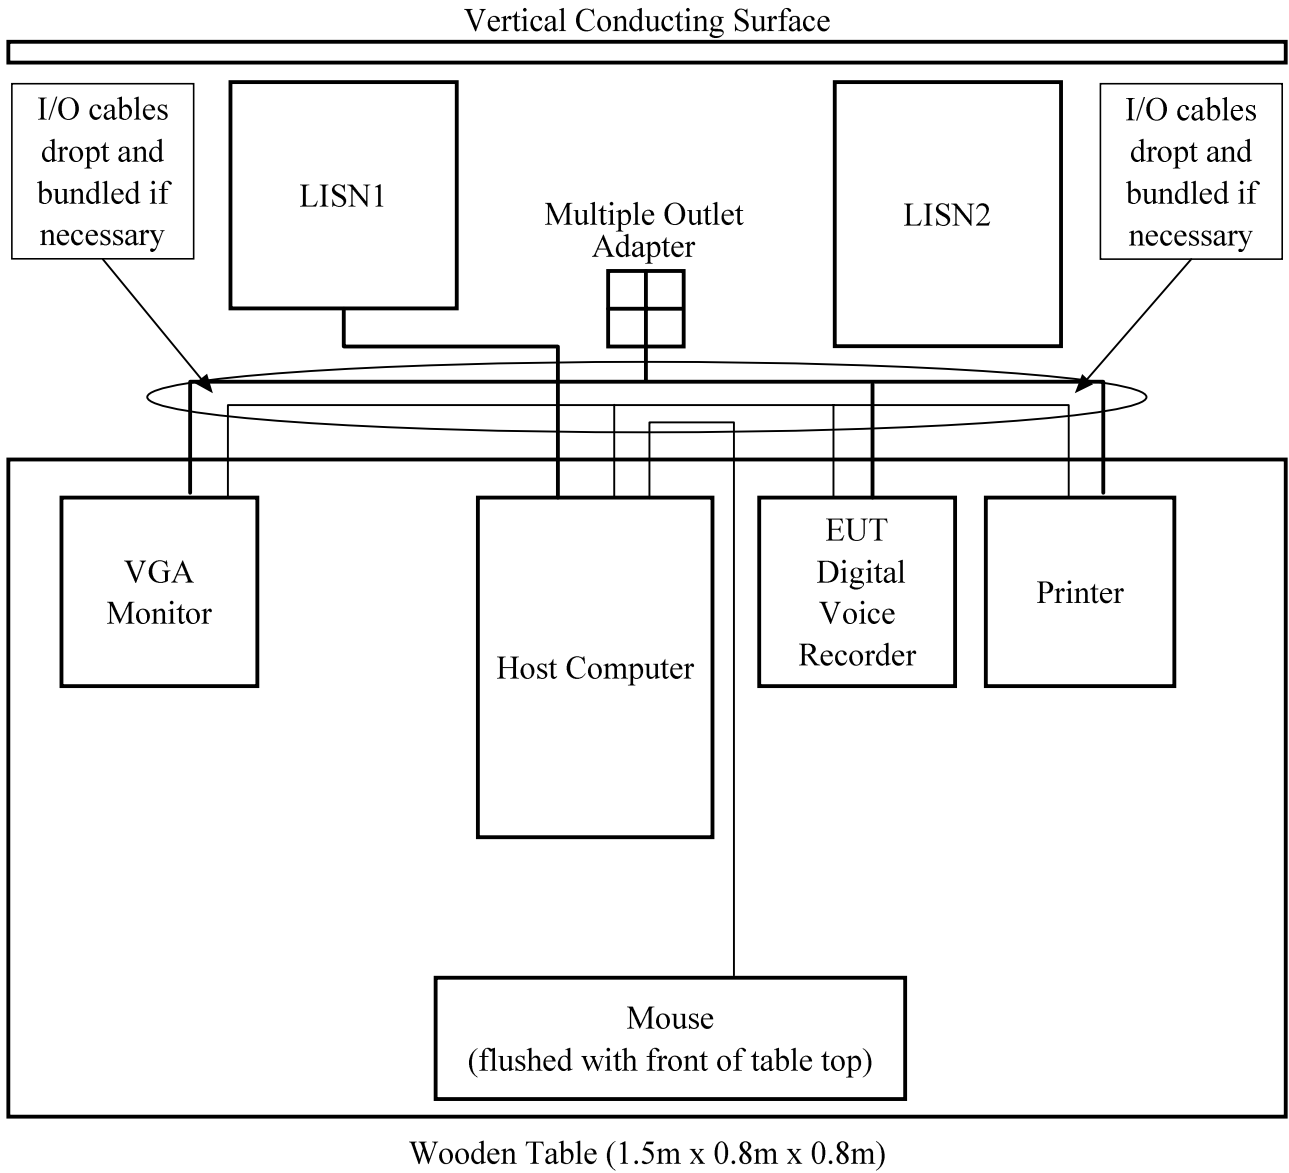 Vertical Conducting Surface
I/O cables
dropt and
bundled if
necessary
LISN1
Multiple Outlet
Adapter
LISN2
I/O cables
dropt and
bundled if
necessary
VGA
Monitor
Host Computer
EUT
Digital
Voice
Recorder
Printer
Mouse
(flushed with front of table top)
Wooden Table (1.5m x 0.8m x 0.8m)